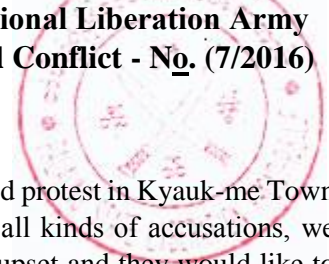 ional Liberation Army
l Conflict - No. (7/2016)
d protest in Kyauk-me Town
all kinds of accusations, we
upset and they would like to